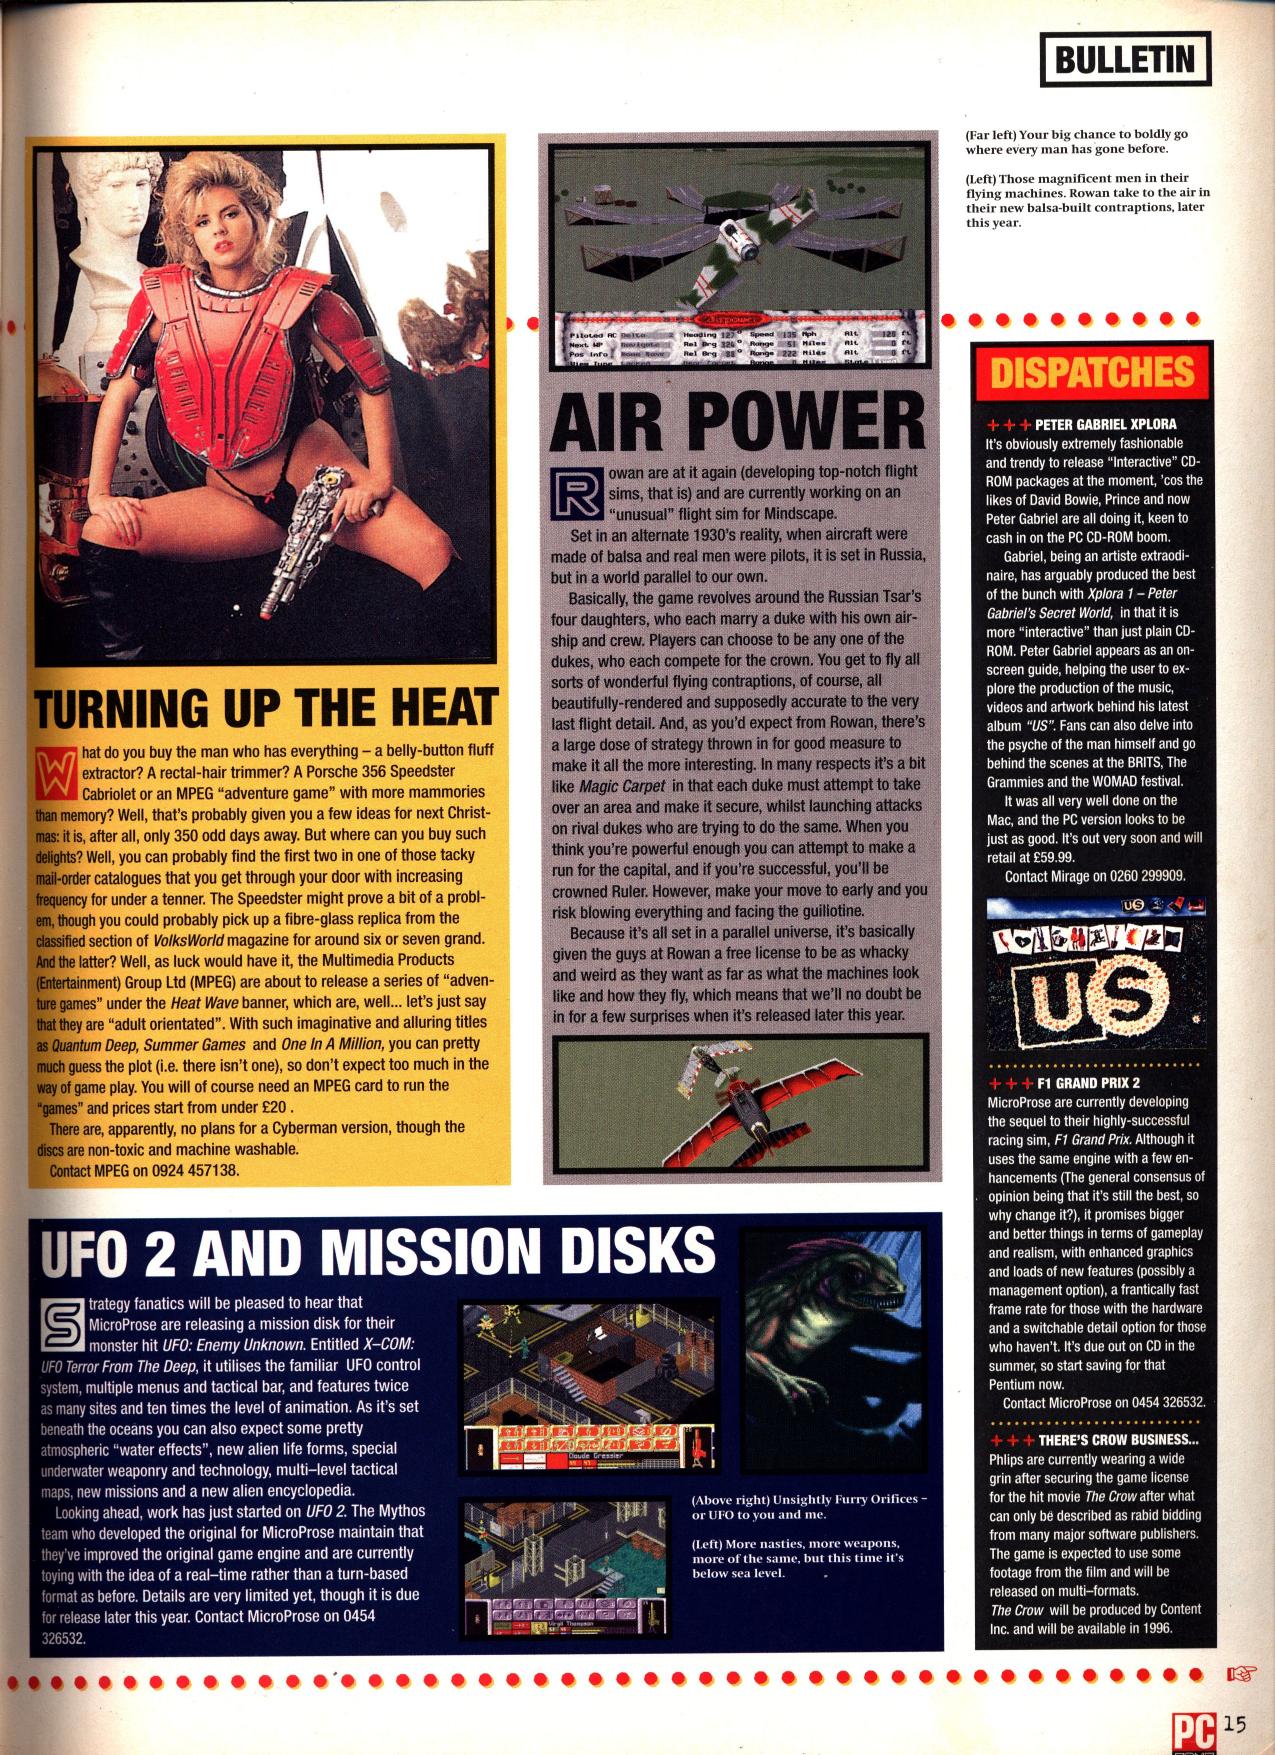 BULLETIN
(Far left) Your big chance to boldly go
where every man has gone before.
(Left) Those magnificent men in their
flying machines. Rowan take to the air in
their new balsa-built contraptions, later
this year.
TURNING UP THE HEAT
What do you buy the man who has everything – a belly-button fluff
extractor? A rectal-hair trimmer? A Porsche 356 Speedster
Cabriolet or an MPEG “adventure game” with more mammories
than memory? Well, that's probably given you a few ideas for next Christ-
mas: it is, after all, only 350 odd days away. But where can you buy such
delights? Well, you can probably find the first two in one of those tacky
mail-order catalogues that you get through your door with increasing
frequency for under a tenner. The Speedster might prove a bit of a probl-
em, though you could probably pick up a fibre-glass replica from the
classified section of VolksWorld magazine for around six or seven grand.
And the latter? Well, as luck would have it, the Multimedia Products
(Entertainment) Group Ltd (MPEG) are about to release a series of “adven-
ture games” under the Heat Wave banner, which are, well... let's just say
that they are “adult orientated”. With such imaginative and alluring titles
as Quantum Deep, Summer Games and One In A Million, you can pretty
much guess the plot (i.e. there isn't one), so don't expect too much in the
way of game play. You will of course need an MPEG card to run the
“games” and prices start from under £20 .
There are, apparently, no plans for a Cyberman version, though the
discs are non-toxic and machine washable.
Contact MPEG on 0924 457138.
Piloted AC Delta Heading 127° Speed 135 Mph Alt 128 ft
Next WP Navigate Rel Brg 324° Range 51 Miles Alt 0 ft
Pos Info Rel Brg 38° Range 222 Miles Alt 0 ft
AIR POWER
Rowan are at it again (developing top-notch flight
sims, that is) and are currently working on an
“unusual” flight sim for Mindscape.
Set in an alternate 1930's reality, when aircraft were
made of balsa and real men were pilots, it is set in Russia,
but in a world parallel to our own.
Basically, the game revolves around the Russian Tsar's
four daughters, who each marry a duke with his own air-
ship and crew. Players can choose to be any one of the
dukes, who each compete for the crown. You get to fly all
sorts of wonderful flying contraptions, of course, all
beautifully-rendered and supposedly accurate to the very
last flight detail. And, as you'd expect from Rowan, there's
a large dose of strategy thrown in for good measure to
make it all the more interesting. In many respects it's a bit
like Magic Carpet in that each duke must attempt to take
over an area and make it secure, whilst launching attacks
on rival dukes who are trying to do the same. When you
think you're powerful enough you can attempt to make a
run for the capital, and if you're successful, you'll be
crowned Ruler. However, make your move to early and you
risk blowing everything and facing the guillotine.
Because it's all set in a parallel universe, it's basically
given the guys at Rowan a free license to be as whacky
and weird as they want as far as what the machines look
like and how they fly, which means that we'll no doubt be
in for a few surprises when it's released later this year.
UFO 2 AND MISSION DISKS
Strategy fanatics will be pleased to hear that
MicroProse are releasing a mission disk for their
monster hit UFO: Enemy Unknown. Entitled X–COM:
UFO Terror From The Deep, it utilises the familiar UFO control
system, multiple menus and tactical bar, and features twice
as many sites and ten times the level of animation. As it's set
beneath the oceans you can also expect some pretty
atmospheric “water effects”, new alien life forms, special
underwater weaponry and technology, multi–level tactical
maps, new missions and a new alien encyclopedia.
Looking ahead, work has just started on UFO 2. The Mythos
team who developed the original for MicroProse maintain that
they've improved the original game engine and are currently
toying with the idea of a real–time rather than a turn-based
format as before. Details are very limited yet, though it is due
for release later this year. Contact MicroProse on 0454
326532.
Doude Gressier
Virgil Thompson
(Above right) Unsightly Furry Orifices –
or UFO to you and me.
(Left) More nasties, more weapons,
more of the same, but this time it's
below sea level.
DISPATCHES
+++ PETER GABRIEL XPLORA
It's obviously extremely fashionable
and trendy to release “Interactive” CD-
ROM packages at the moment, 'cos the
likes of David Bowie, Prince and now
Peter Gabriel are all doing it, keen to
cash in on the PC CD-ROM boom.
Gabriel, being an artiste extraodi-
naire, has arguably produced the best
of the bunch with Xplora 1 – Peter
Gabriel's Secret World, in that it is
more “interactive” than just plain CD-
ROM. Peter Gabriel appears as an on-
screen guide, helping the user to ex-
plore the production of the music,
videos and artwork behind his latest
album “US”. Fans can also delve into
the psyche of the man himself and go
behind the scenes at the BRITS, The
Grammies and the WOMAD festival.
It was all very well done on the
Mac, and the PC version looks to be
just as good. It's out very soon and will
retail at £59.99.
Contact Mirage on 0260 299909.
US
US
+++ F1 GRAND PRIX 2
MicroProse are currently developing
the sequel to their highly-successful
racing sim, F1 Grand Prix. Although it
uses the same engine with a few en-
hancements (The general consensus of
opinion being that it's still the best, so
why change it?), it promises bigger
and better things in terms of gameplay
and realism, with enhanced graphics
and loads of new features (possibly a
management option), a frantically fast
frame rate for those with the hardware
and a switchable detail option for those
who haven't. It's due out on CD in the
summer, so start saving for that
Pentium now.
Contact MicroProse on 0454 326532.
+++ THERE'S CROW BUSINESS...
Phlips are currently wearing a wide
grin after securing the game license
for the hit movie The Crow after what
can only be described as rabid bidding
from many major software publishers.
The game is expected to use some
footage from the film and will be
released on multi–formats.
The Crow will be produced by Content
Inc. and will be available in 1996.
PC 15